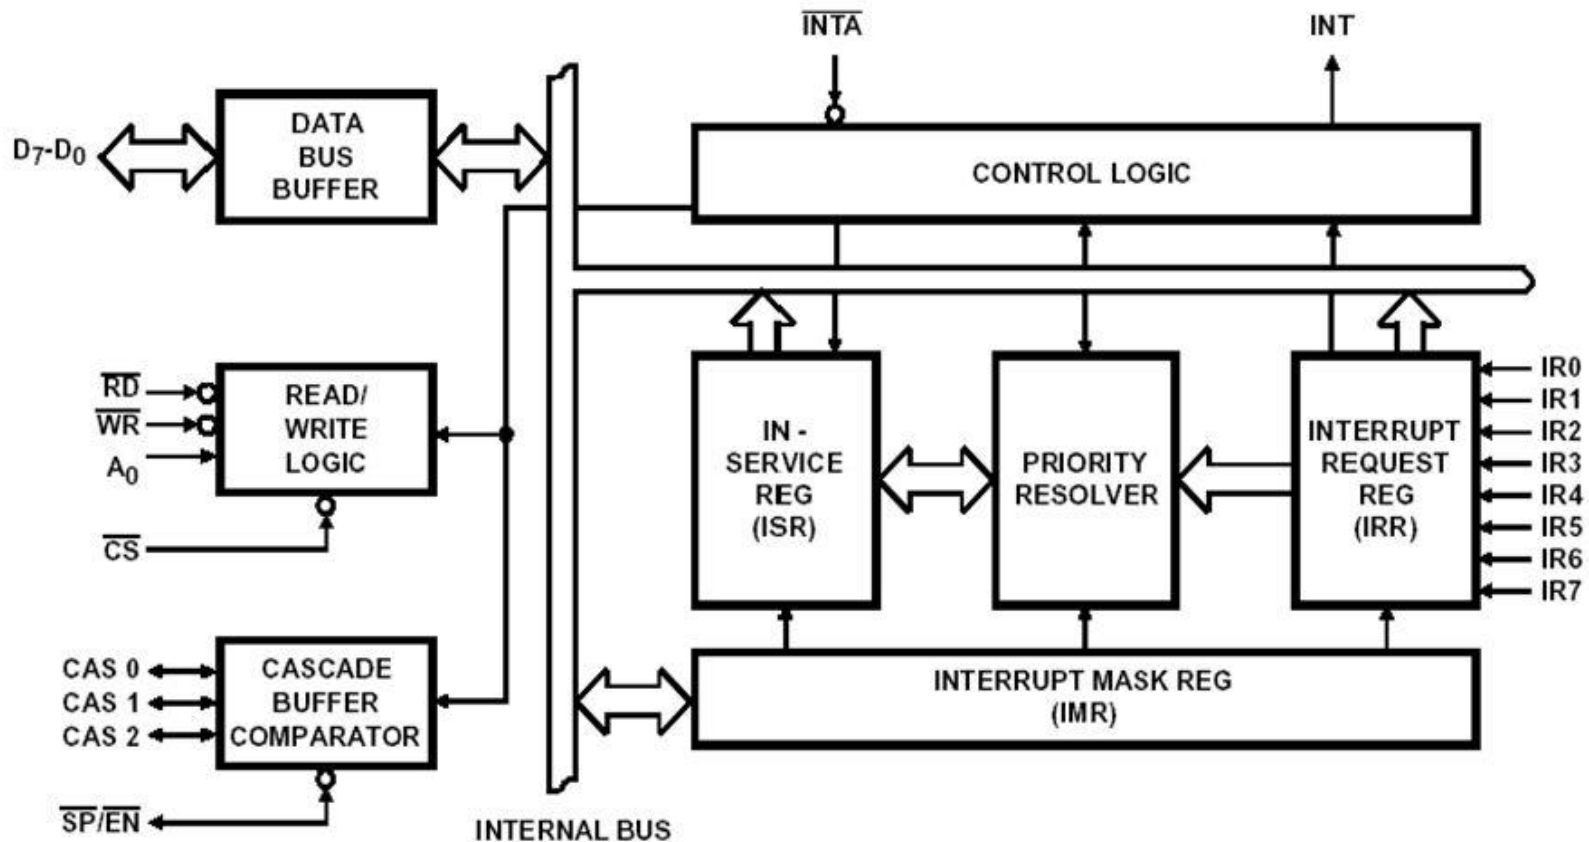 INTA
INT
DATA
BUS
BUFFER
D7-D0
CONTROL LOGIC
RD
WR
A0
CS
READ/
WRITE
LOGIC
IN -
SERVICE
REG
(ISR)
PRIORITY
RESOLVER
INTERRUPT
REQUEST
REG
(IRR)
IR0
IR1
IR2
IR3
IR4
IR5
IR6
IR7
CAS 0
CAS 1
CAS 2
CASCADE
BUFFER
COMPARATOR
SP/EN
INTERRUPT MASK REG
(IMR)
INTERNAL BUS